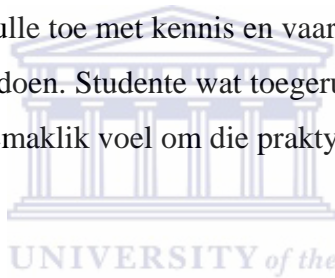 ulle toe met kennis en vaar
doen. Studente wat toegeru
maklik voel om die prakty
UNIVERSITY of the